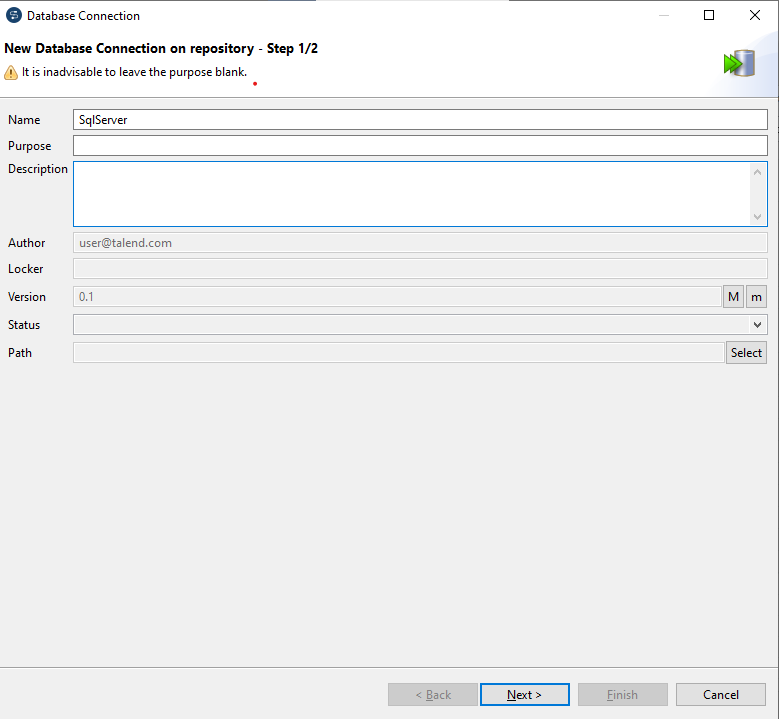 Database Connection
New Database Connection on repository - Step 1/2
It is inadvisable to leave the purpose blank.
Name SqlServer
Purpose
Description
Author user@talend.com
Locker
Version 0.1 M m
Status
Path Select
< Back Next > Finish Cancel